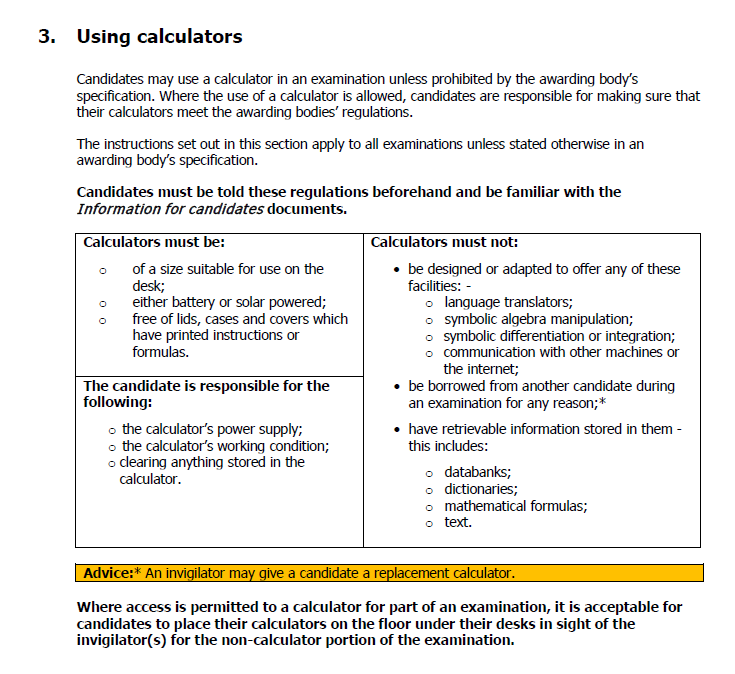 3. Using calculators
Candidates may use a calculator in an examination unless prohibited by the awarding body's
specification. Where the use of a calculator is allowed, candidates are responsible for making sure that
their calculators meet the awarding bodies' regulations.
The instructions set out in this section apply to all examinations unless stated otherwise in an
awarding body's specification.
Candidates must be told these regulations beforehand and be familiar with the
Information for candidates documents.
Calculators must be:
o of a size suitable for use on the
desk;
o either battery or solar powered;
o free of lids, cases and covers which
have printed instructions or
formulas.
The candidate is responsible for the
following:
o the calculator's power supply;
o the calculator's working condition;
o clearing anything stored in the
calculator.
Calculators must not:
• be designed or adapted to offer any of these
facilities: -
o language translators;
o symbolic algebra manipulation;
o symbolic differentiation or integration;
o communication with other machines or
the internet;
• be borrowed from another candidate during
an examination for any reason;*
• have retrievable information stored in them -
this includes:
o databanks;
o dictionaries;
o mathematical formulas;
o text.
Advice:* An invigilator may give a candidate a replacement calculator.
Where access is permitted to a calculator for part of an examination, it is acceptable for
candidates to place their calculators on the floor under their desks in sight of the
invigilator(s) for the non-calculator portion of the examination.